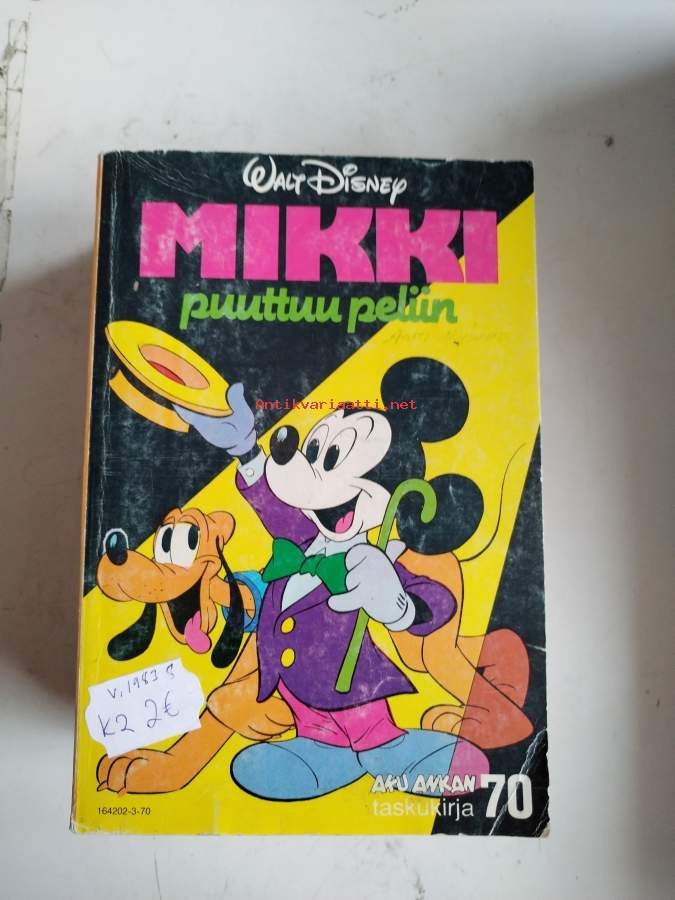 WALT DISNEY
MIKKI
puuttuu peliin
Antikvariaatti.net
v. 1983 s
K2 2€
AKU ANKAN
taskukirja 70
164202-3-70